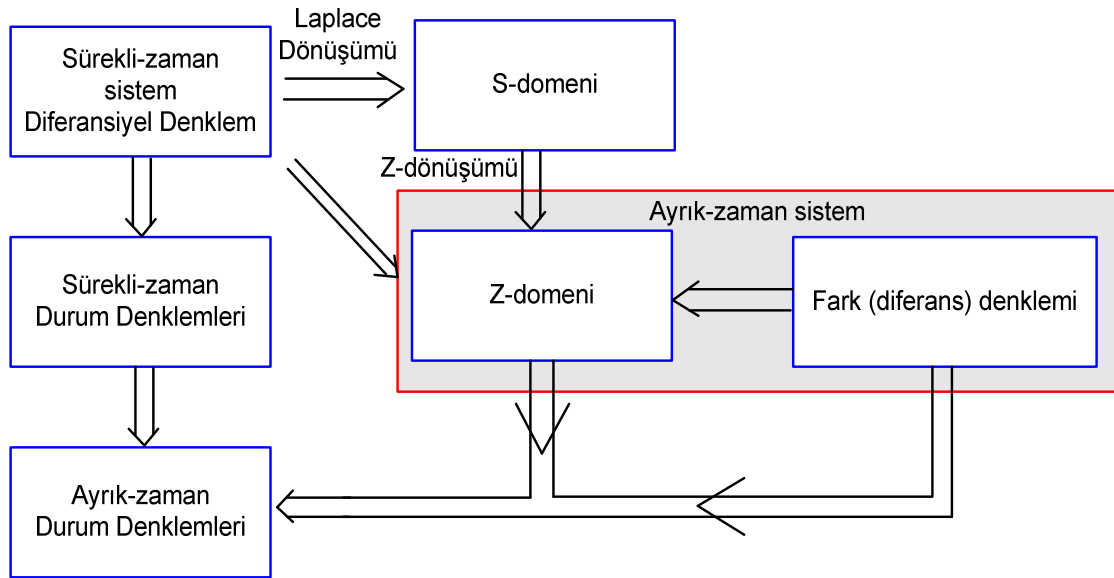 Sürekli-zaman
sistem
Diferansiyel Denklem
Laplace
Dönüşümü
S-domeni
Z-dönüşümü
Ayrık-zaman sistem
Sürekli-zaman
Durum Denklemleri
Z-domeni
Fark (diferans) denklemi
Ayrık-zaman
Durum Denklemleri